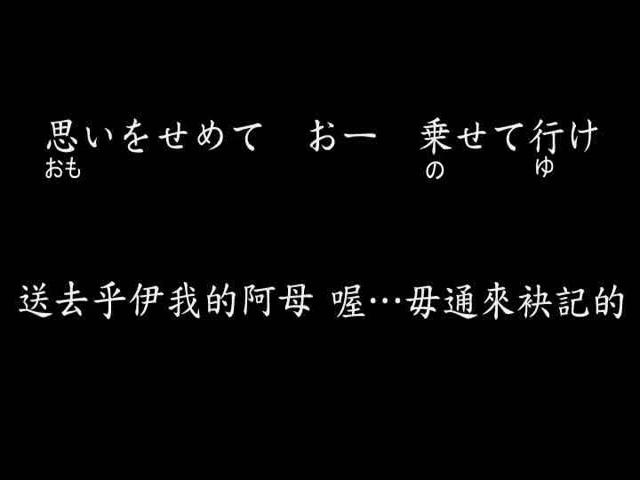 思いをせめて おー 乗せて行け
おも の ゆ
送去乎伊我的阿母 喔…毋通來袂記的